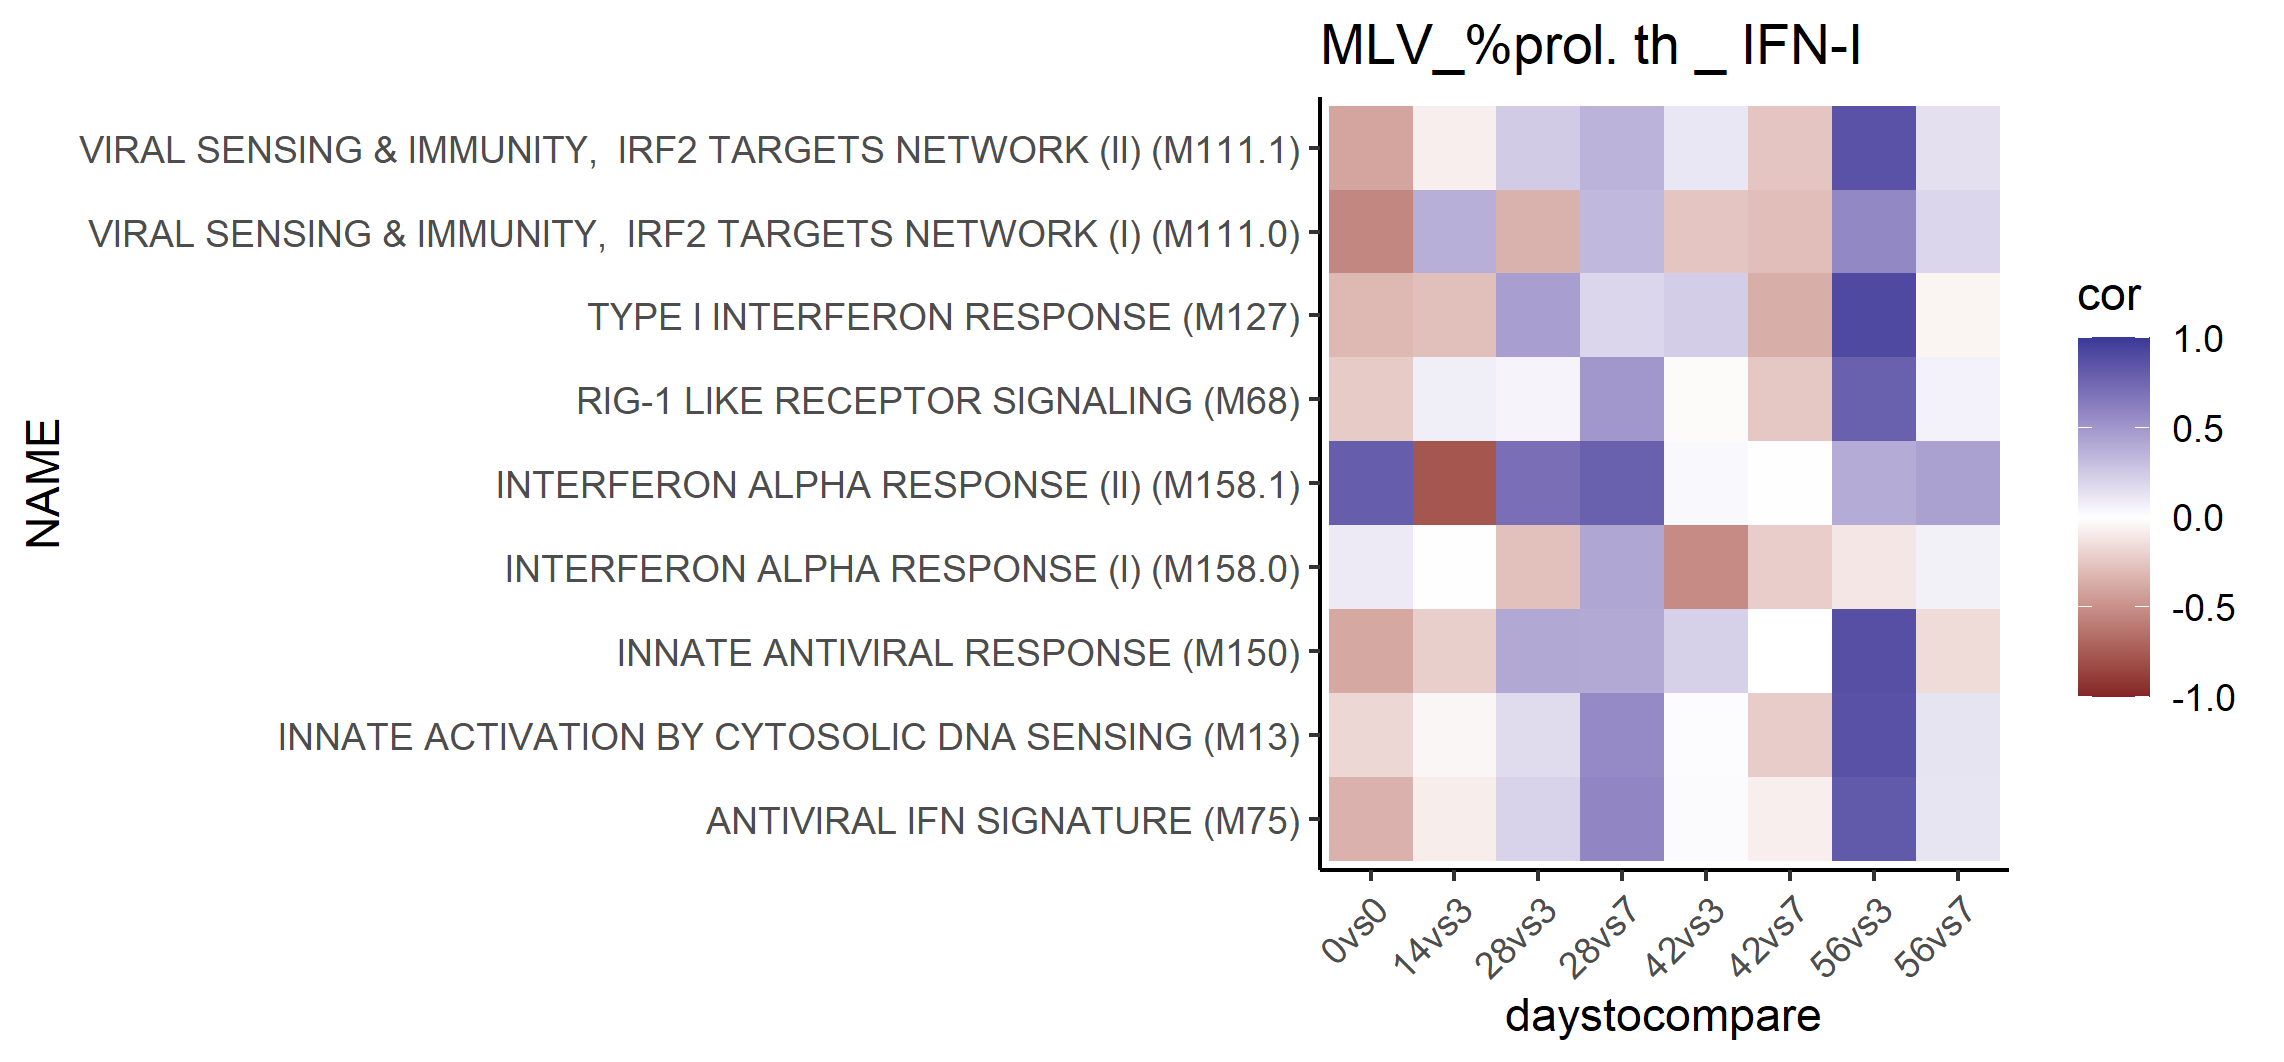 MLV_%prol. th _ IFN-I
NAME
VIRAL SENSING & IMMUNITY,  IRF2 TARGETS NETWORK (II) (M111.1)
VIRAL SENSING & IMMUNITY,  IRF2 TARGETS NETWORK (I) (M111.0)
TYPE I INTERFERON RESPONSE (M127)
RIG-1 LIKE RECEPTOR SIGNALING (M68)
INTERFERON ALPHA RESPONSE (II) (M158.1)
INTERFERON ALPHA RESPONSE (I) (M158.0)
INNATE ANTIVIRAL RESPONSE (M150)
INNATE ACTIVATION BY CYTOSOLIC DNA SENSING (M13)
ANTIVIRAL IFN SIGNATURE (M75)
0vs0
14vs3
28vs3
28vs7
42vs3
42vs7
56vs3
56vs7
daystocompare
cor
1.0
0.5
0.0
-0.5
-1.0